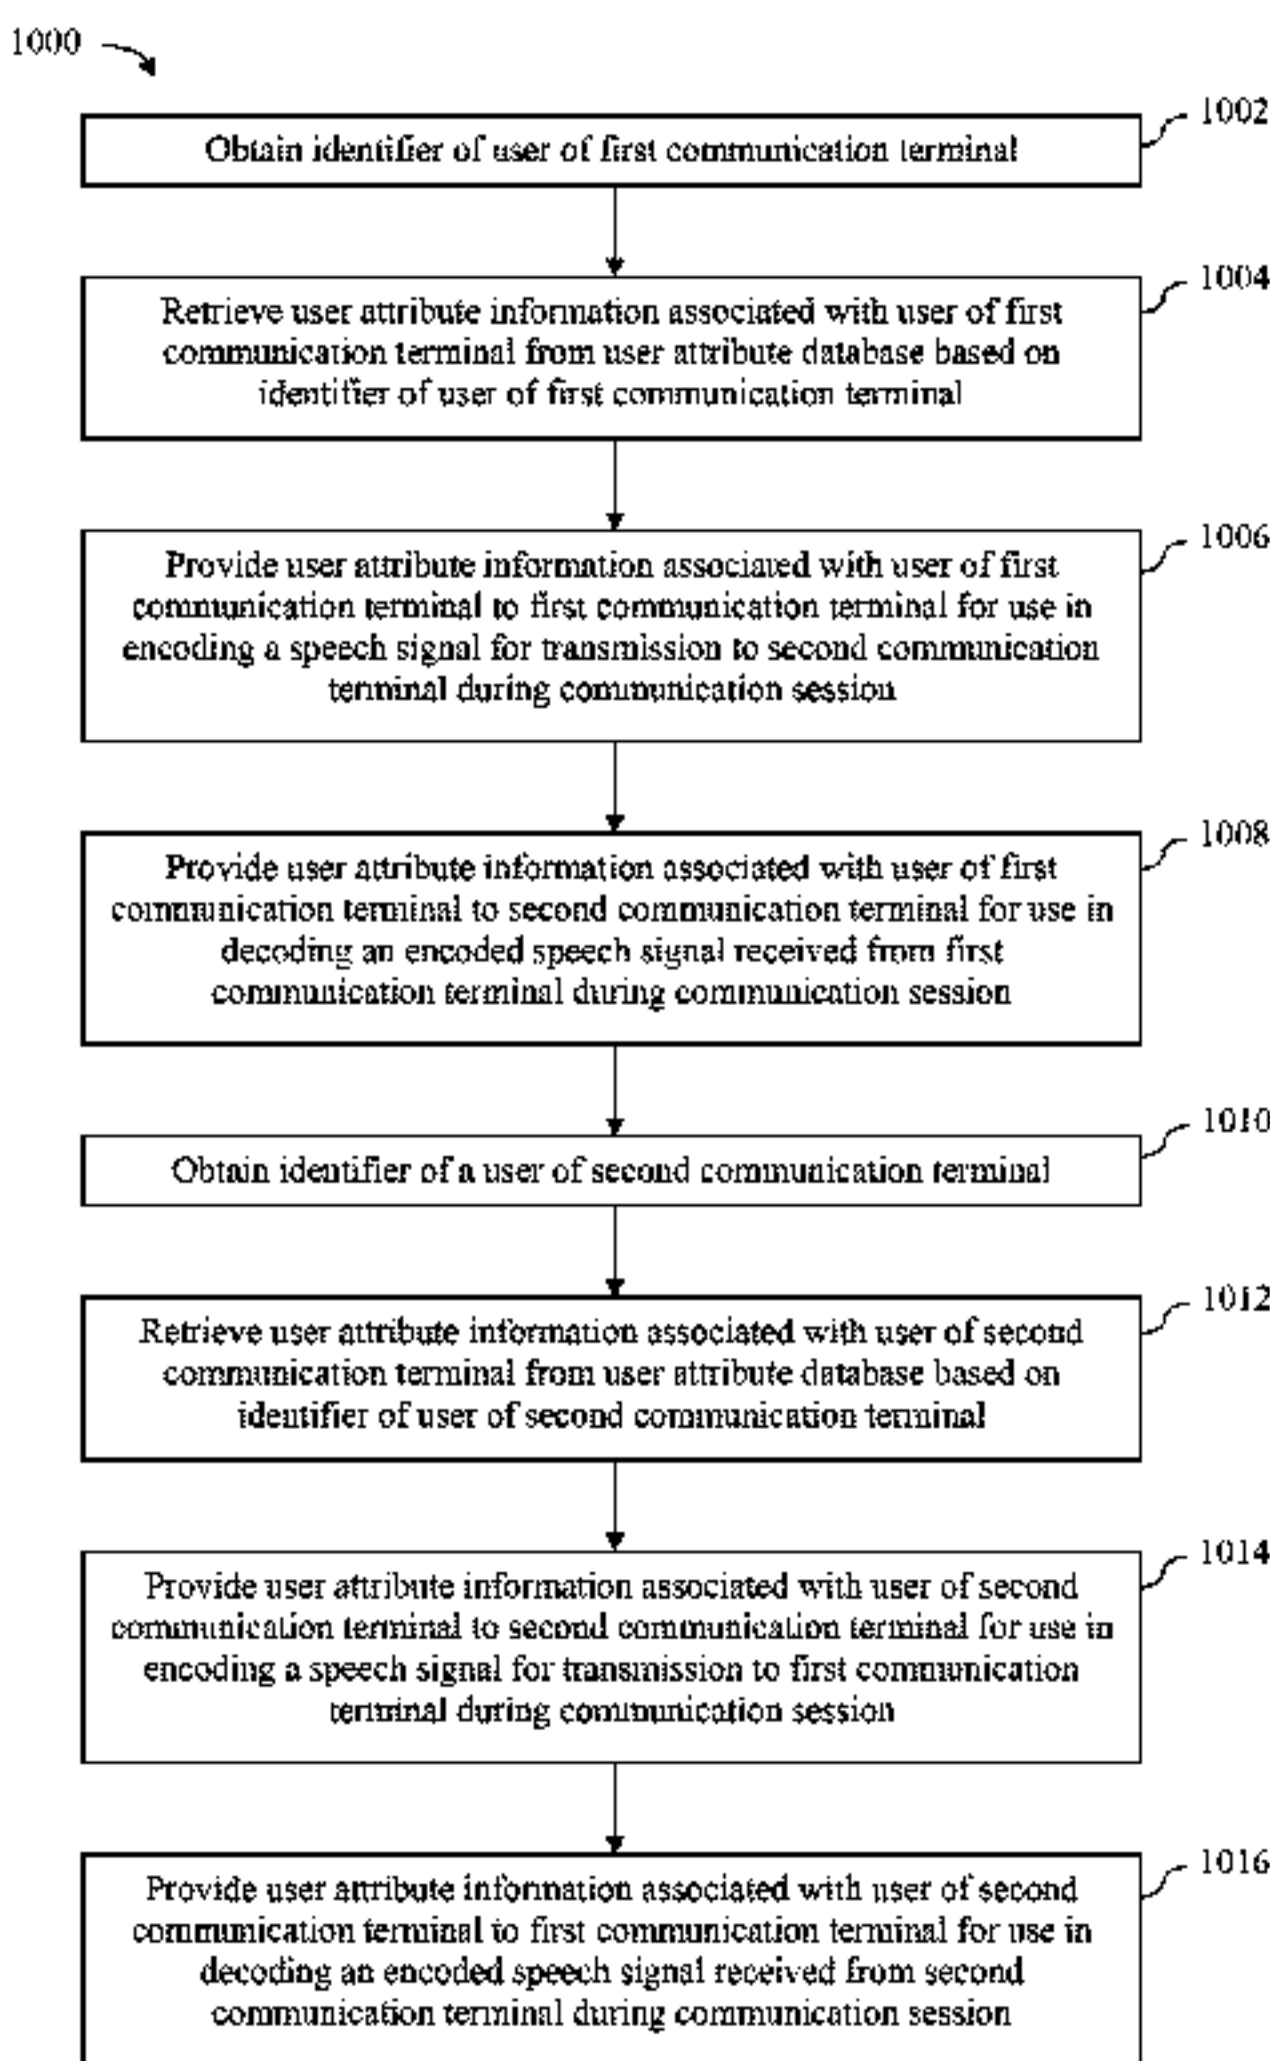 1000
1002
Obtain identifier of user of first communication terminal
1004
Retrieve user attribute information associated with user of first
communication terminal from user attribute database based on
identifier of user of first communication terminal
1006
Provide user attribute information associated with user of first
communication terminal to first communication terminal for use in
encoding a speech signal for transmission to second communication
terminal during communication session
1008
Provide user attribute information associated with user of first
communication terminal to second communication terminal for use in
decoding an encoded speech signal received from first
communication terminal during communication session
1010
Obtain identifier of a user of second communication terminal
1012
Retrieve user attribute information associated with user of second
communication terminal from user attribute database based on
identifier of user of second communication terminal
1014
Provide user attribute information associated with user of second
communication terminal to second communication terminal for use in
encoding a speech signal for transmission to first communication
terminal during communication session
1016
Provide user attribute information associated with user of second
communication terminal to first communication terminal for use in
decoding an encoded speech signal received from second
communication terminal during communication session